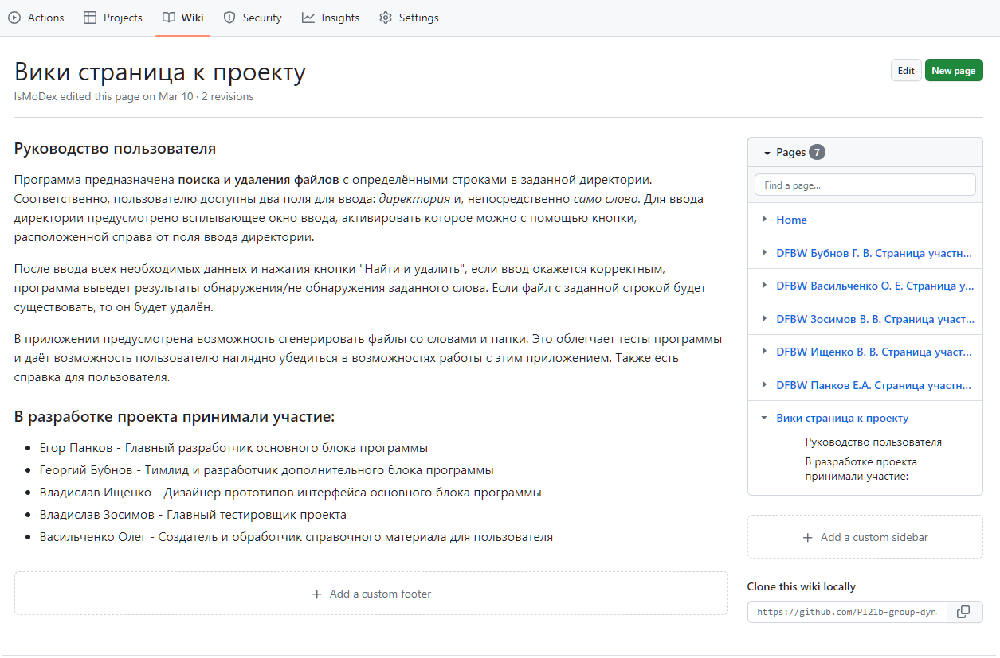 Actions Projects Wiki Security Insights Settings
Вики страница к проекту
Edit
New page
IsMoDex edited this page on Mar 10 · 2 revisions
Руководство пользователя
Программа предназначена поиска и удаления файлов с определёнными строками в заданной директории.
Соответственно, пользователю доступны два поля для ввода: директория и, непосредственно само слово. Для ввода
директории предусмотрено всплывающее окно ввода, активировать которое можно с помощью кнопки,
расположенной справа от поля ввода директории.
После ввода всех необходимых данных и нажатия кнопки "Найти и удалить", если ввод окажется корректным,
программа выведет результаты обнаружения/не обнаружения заданного слова. Если файл с заданной строкой будет
существовать, то он будет удалён.
В приложении предусмотрена возможность сгенерировать файлы со словами и папки. Это облегчает тесты программы
и даёт возможность пользователю наглядно убедиться в возможностях работы с этим приложением. Также есть
справка для пользователя.
В разработке проекта принимали участие:
• Егор Панков - Главный разработчик основного блока программы
• Георгий Бубнов - Тимлид и разработчик дополнительного блока программы
• Владислав Ищенко - Дизайнер прототипов интерфейса основного блока программы
• Владислав Зосимов - Главный тестировщик проекта
• Васильченко Олег - Создатель и обработчик справочного материала для пользователя
+ Add a custom footer
Pages 7
Find a page...
Home
DFBW Бубнов Г. В. Страница участн...
DFBW Васильченко О. Е. Страница у...
DFBW Зосимов В. В. Страница участ...
DFBW Ищенко В. В. Страница участ...
DFBW Панков Е.А. Страница участн...
Вики страница к проекту
Руководство пользователя
В разработке проекта
принимали участие:
+ Add a custom sidebar
Clone this wiki locally
https://github.com/PI21b-group-dyn